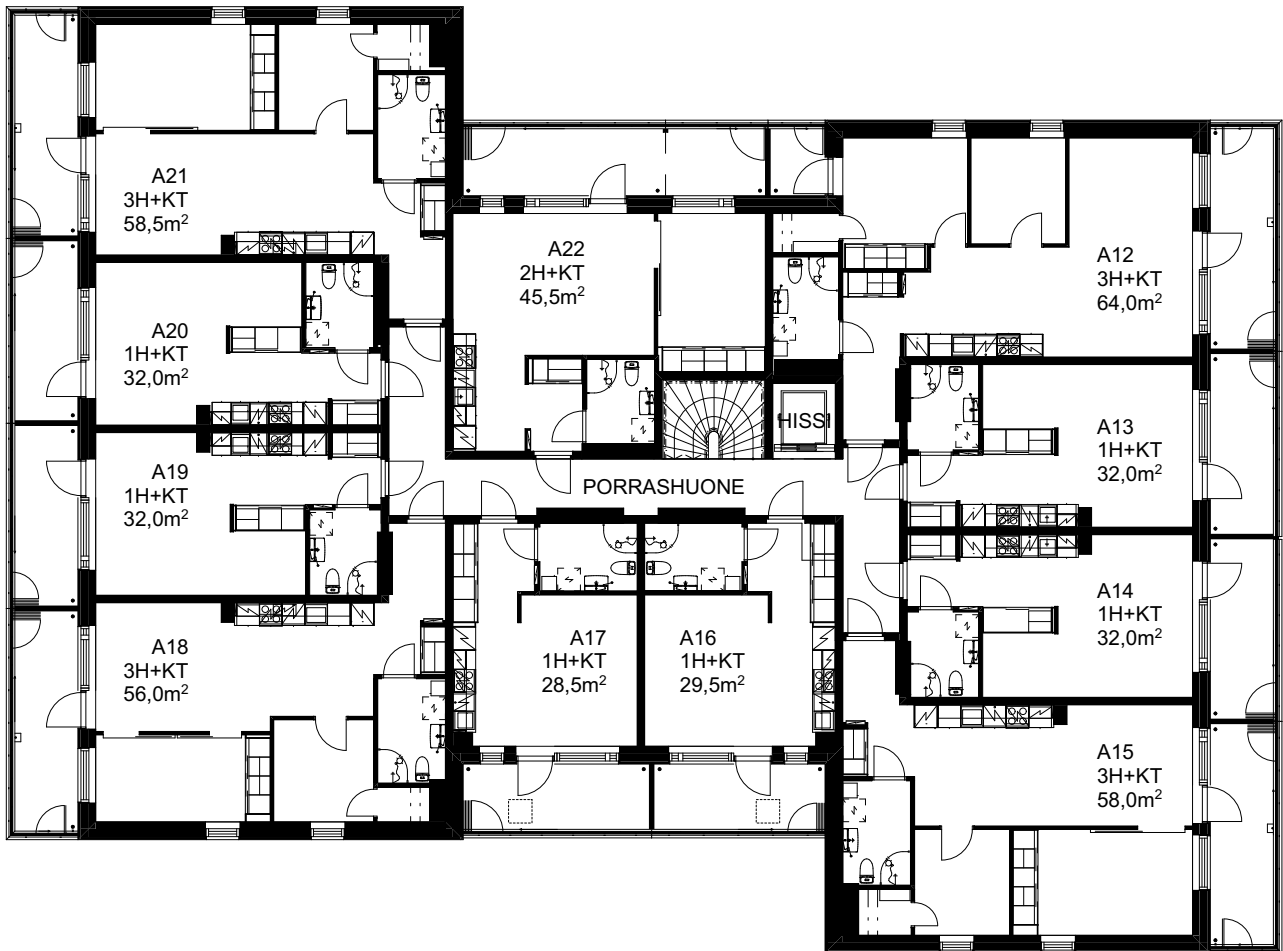 A21
3H+KT
58,5m²
A22
2H+KT
45,5m²
A12
3H+KT
64,0m²
A20
1H+KT
32,0m²
HISSI
A13
1H+KT
32,0m²
A19
1H+KT
32,0m²
PORRASHUONE
A14
1H+KT
32,0m²
A18
3H+KT
56,0m²
A17
1H+KT
28,5m²
A16
1H+KT
29,5m²
A15
3H+KT
58,0m²